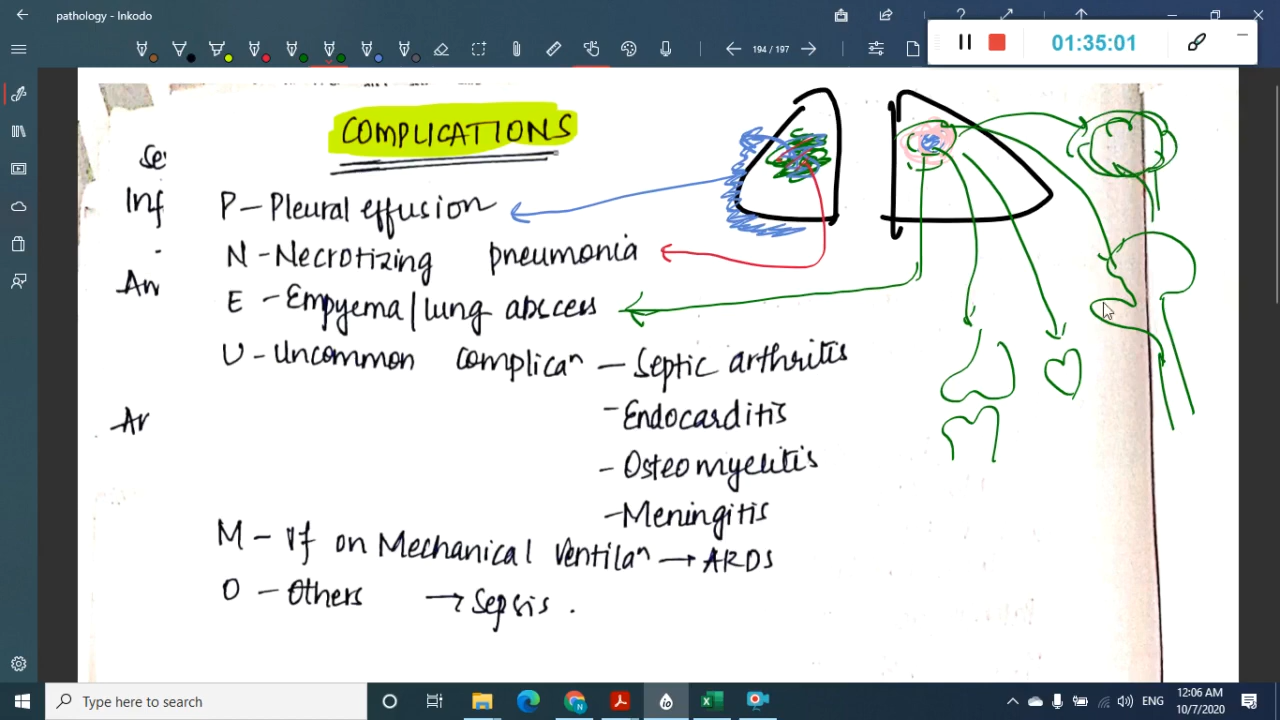 pathology - Inkodo
194 / 197
01:35:01
COMPLICATIONS
Inf
P - Pleural effusion
N - Necrotizing pneumonia
E - Empyema/lung abscess
U - Uncommon complicaⁿ - Septic arthritis
- Endocarditis
- Osteomyelitis
- Meningitis
M - if on Mechanical Ventilaⁿ → ARDS
O - Others → Sepsis.
Type here to search
ENG
12:06 AM
10/7/2020